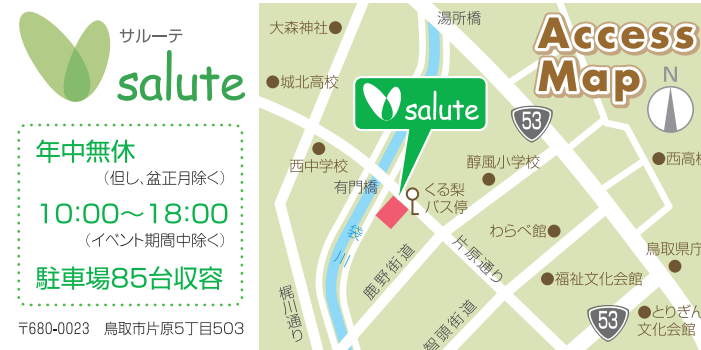 サルーテ
salute
年中無休
（但し、盆正月除く）
10:00～18:00
（イベント期間中除く）
駐車場85台収容
〒680-0023　鳥取市片原5丁目503
Access
Map
N
湯所橋
大森神社
城北高校
salute
53
西中学校
醇風小学校
西高校
有門橋
くる梨
バス停
わらべ館
袋川
鹿野街道
片原通り
鳥取県庁
福祉文化会館
梶川通り
智頭街道
53
とりぎん
文化会館